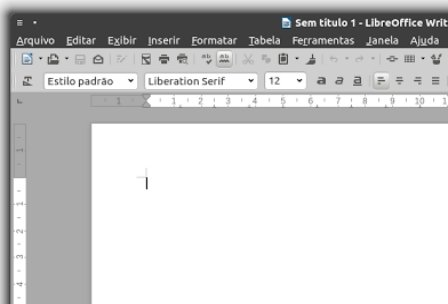 Sem título 1 - LibreOffice Writ
Arquivo Editar Exibir Inserir Formatar Tabela Ferramentas Janela Ajuda
Estilo padrão Liberation Serif 12 a a a
1 1 2 3 4 5 6 7 8 9 10 1
1
1
2
3
4